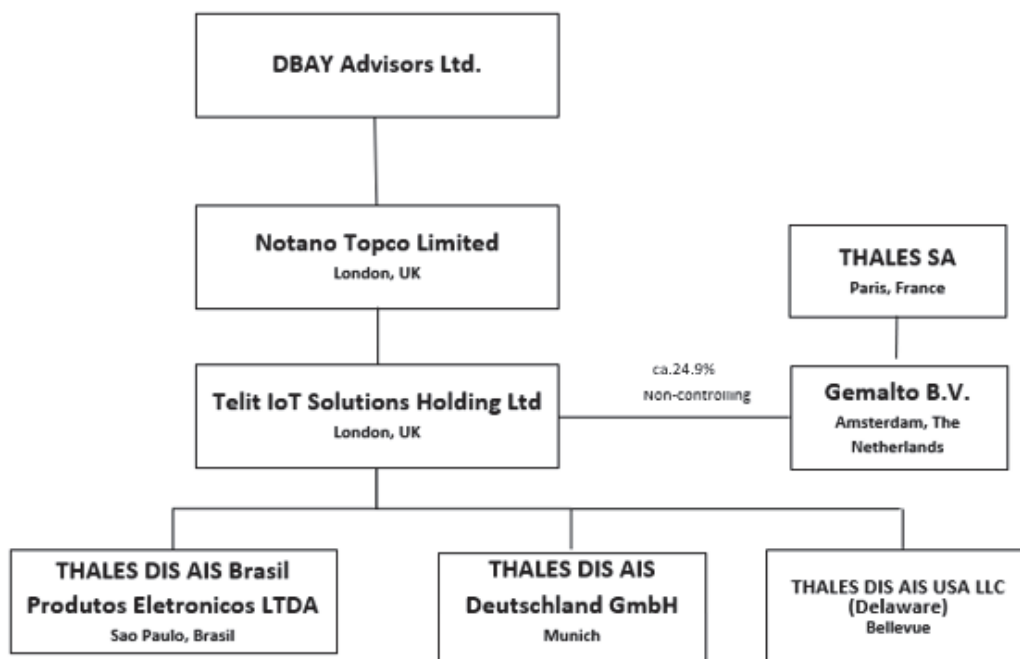 DBAY Advisors Ltd.
Notano Topco Limited
London, UK
THALES SA
Paris, France
ca.24.9%
Non-controlling
Telit IoT Solutions Holding Ltd
London, UK
Gemalto B.V.
Amsterdam, The
Netherlands
THALES DIS AIS Brasil
Produtos Eletronicos LTDA
Sao Paulo, Brasil
THALES DIS AIS
Deutschland GmbH
Munich
THALES DIS AIS USA LLC
(Delaware)
Bellevue